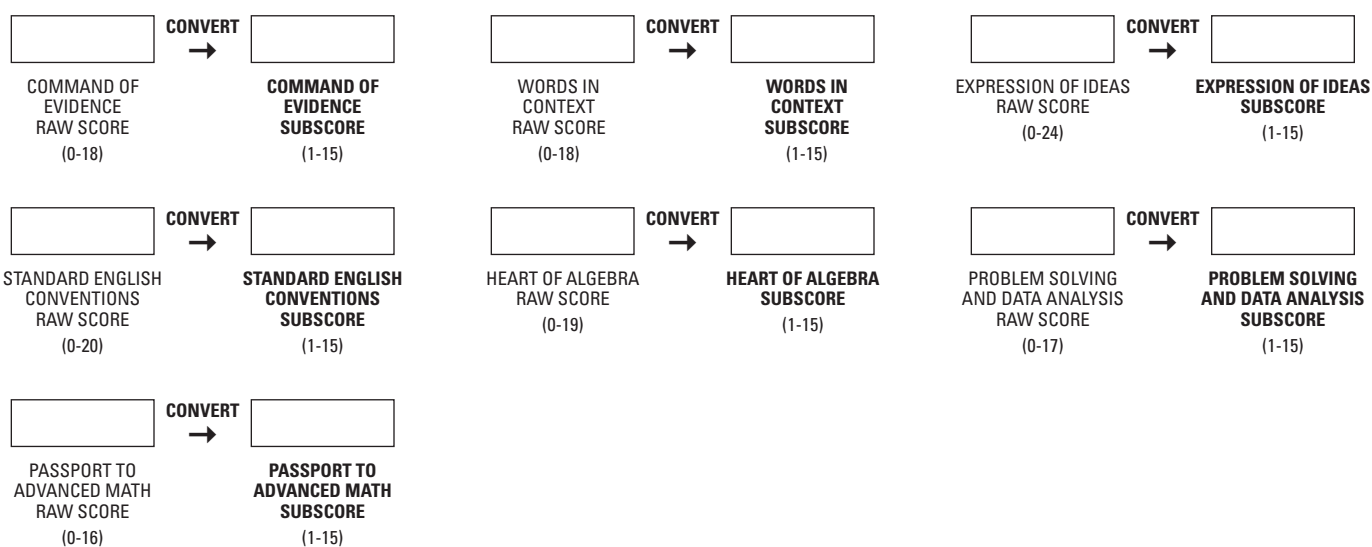 CONVERT
→
COMMAND OF
EVIDENCE
RAW SCORE
(0-18)
COMMAND OF
EVIDENCE
SUBSCORE
(1-15)
CONVERT
→
WORDS IN
CONTEXT
RAW SCORE
(0-18)
WORDS IN
CONTEXT
SUBSCORE
(1-15)
CONVERT
→
EXPRESSION OF IDEAS
RAW SCORE
(0-24)
EXPRESSION OF IDEAS
SUBSCORE
(1-15)
CONVERT
→
STANDARD ENGLISH
CONVENTIONS
RAW SCORE
(0-20)
STANDARD ENGLISH
CONVENTIONS
SUBSCORE
(1-15)
CONVERT
→
HEART OF ALGEBRA
RAW SCORE
(0-19)
HEART OF ALGEBRA
SUBSCORE
(1-15)
CONVERT
→
PROBLEM SOLVING
AND DATA ANALYSIS
RAW SCORE
(0-17)
PROBLEM SOLVING
AND DATA ANALYSIS
SUBSCORE
(1-15)
CONVERT
→
PASSPORT TO
ADVANCED MATH
RAW SCORE
(0-16)
PASSPORT TO
ADVANCED MATH
SUBSCORE
(1-15)